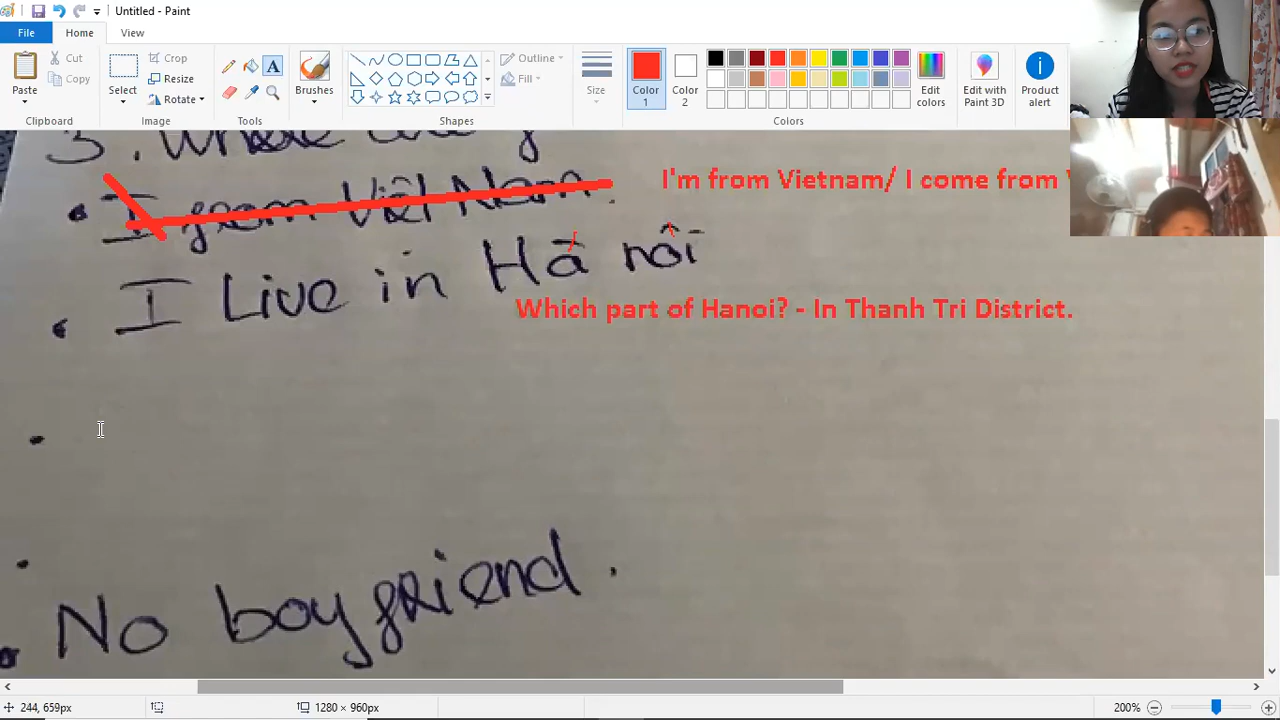 Untitled - Paint
File
Home
View
Paste
Cut
Copy
Clipboard
Select
Crop
Resize
Rotate
Image
Tools
Brushes
Shapes
Outline
Fill
Size
Color 1
Color 2
Edit colors
Colors
Edit with Paint 3D
Product alert
3. Where
I'm from Vietnam/ I come from
I from Việt Nam.
I Live in Hà nôi
Which part of Hanoi? - In Thanh Tri District.
No boyfriend.
244, 659px
1280 × 960px
200%